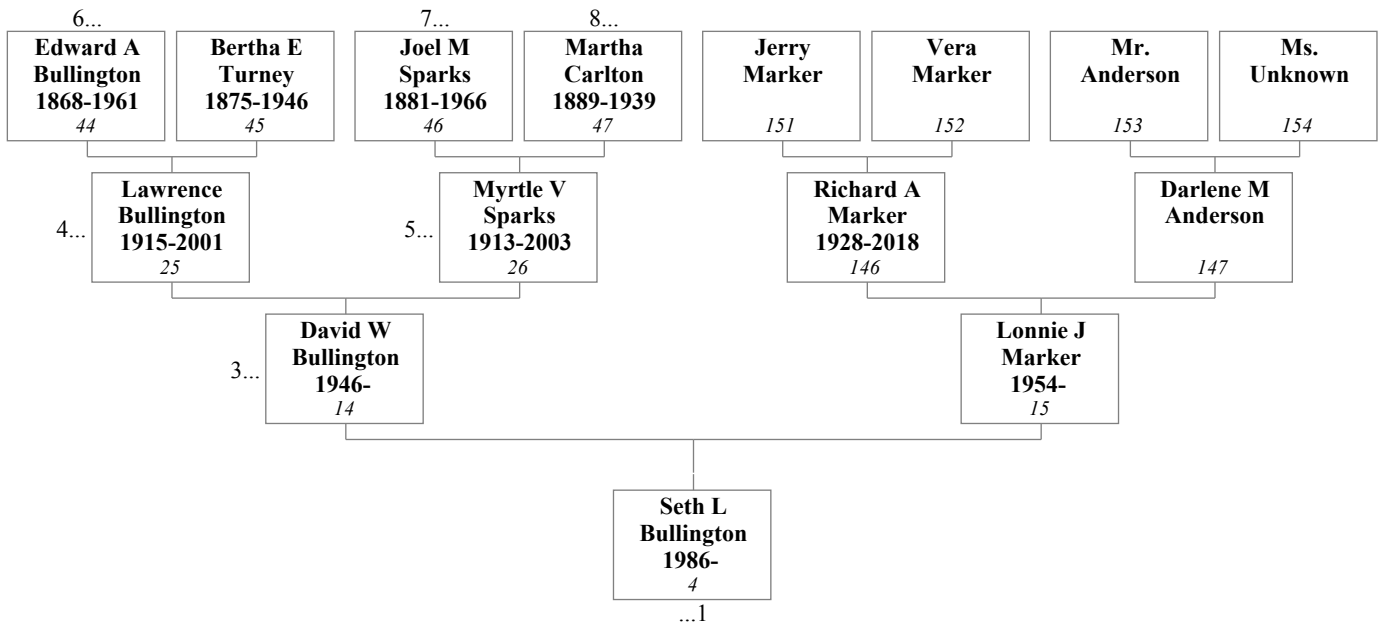 6...
7...
8...
Edward A
Bullington
1868-1961
44
Bertha E
Turney
1875-1946
45
Joel M
Sparks
1881-1966
46
Martha
Carlton
1889-1939
47
Jerry
Marker
151
Vera
Marker
152
Mr.
Anderson
153
Ms.
Unknown
154
4...
Lawrence
Bullington
1915-2001
25
5...
Myrtle V
Sparks
1913-2003
26
Richard A
Marker
1928-2018
146
Darlene M
Anderson
147
3...
David W
Bullington
1946-
14
Lonnie J
Marker
1954-
15
Seth L
Bullington
1986-
4
...1